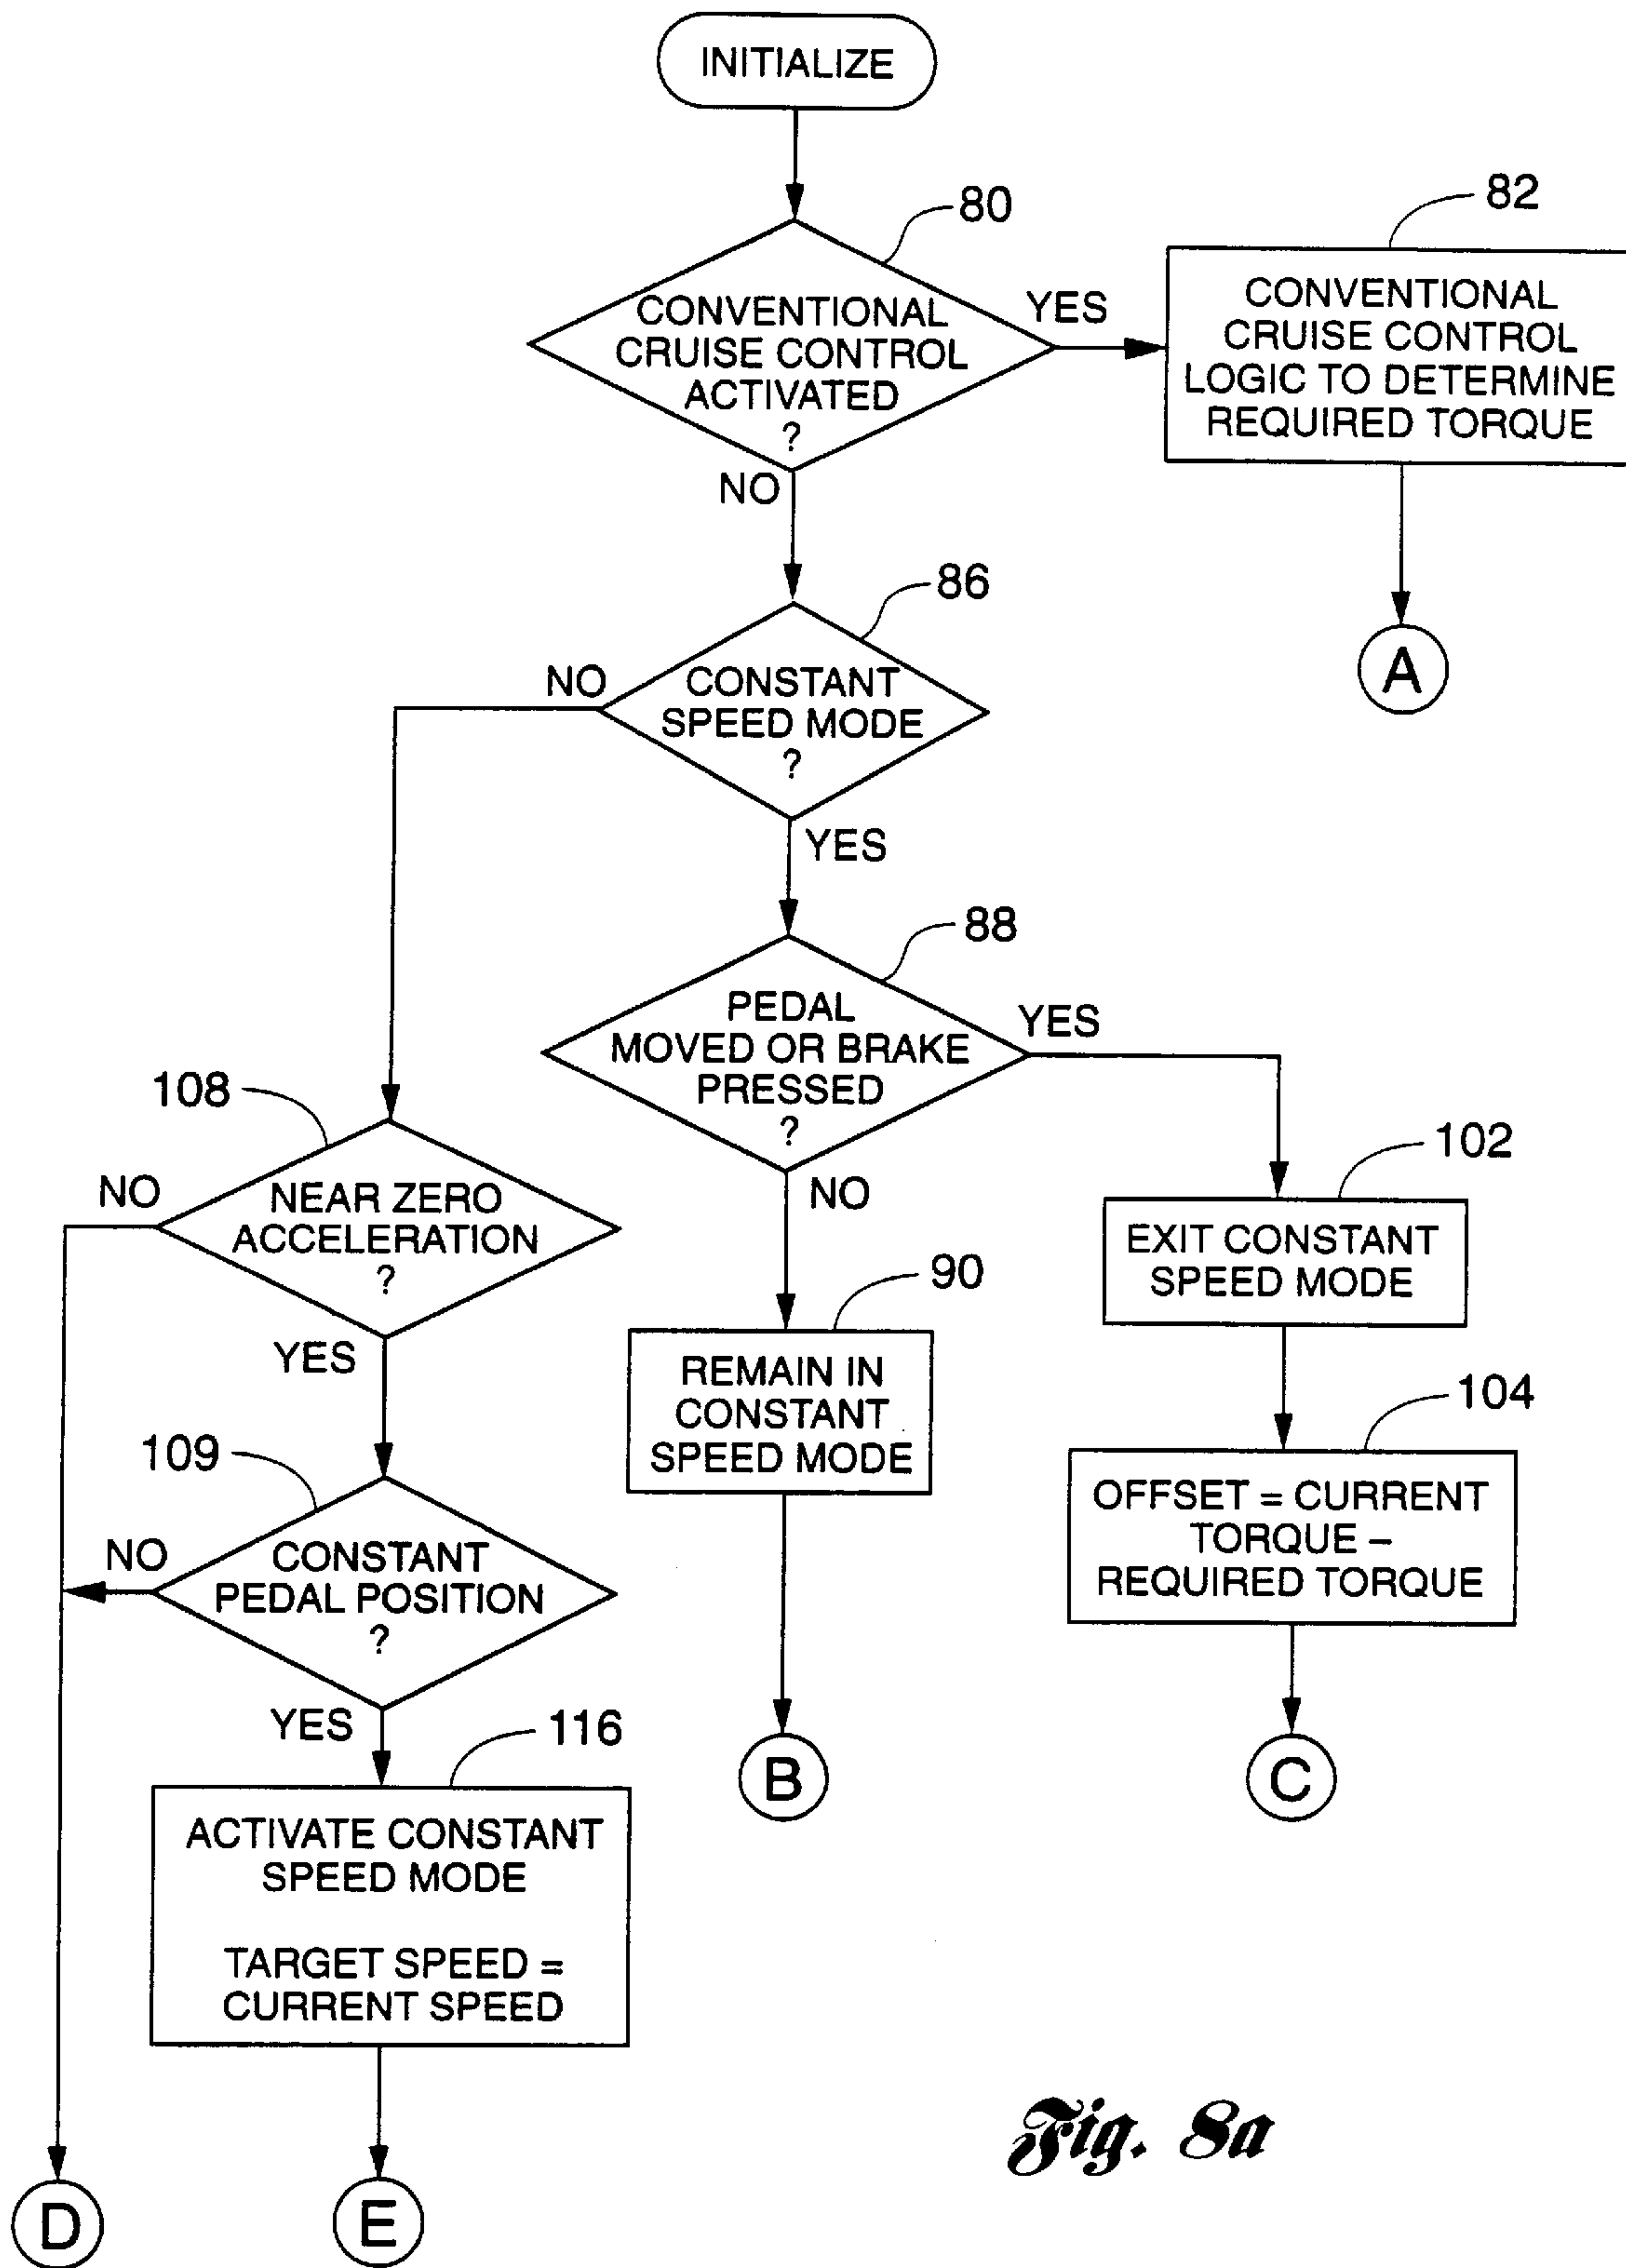 INITIALIZE
80
CONVENTIONAL
CRUISE CONTROL
ACTIVATED
?
YES
NO
82
CONVENTIONAL
CRUISE CONTROL
LOGIC TO DETERMINE
REQUIRED TORQUE
A
86
CONSTANT
SPEED MODE
?
NO
YES
88
PEDAL
MOVED OR BRAKE
PRESSED
?
YES
NO
108
NEAR ZERO
ACCELERATION
?
NO
YES
102
EXIT CONSTANT
SPEED MODE
90
REMAIN IN
CONSTANT
SPEED MODE
104
OFFSET = CURRENT
TORQUE –
REQUIRED TORQUE
109
CONSTANT
PEDAL POSITION
?
NO
YES
116
ACTIVATE CONSTANT
SPEED MODE
TARGET SPEED =
CURRENT SPEED
B
C
D
E
Fig. 8a